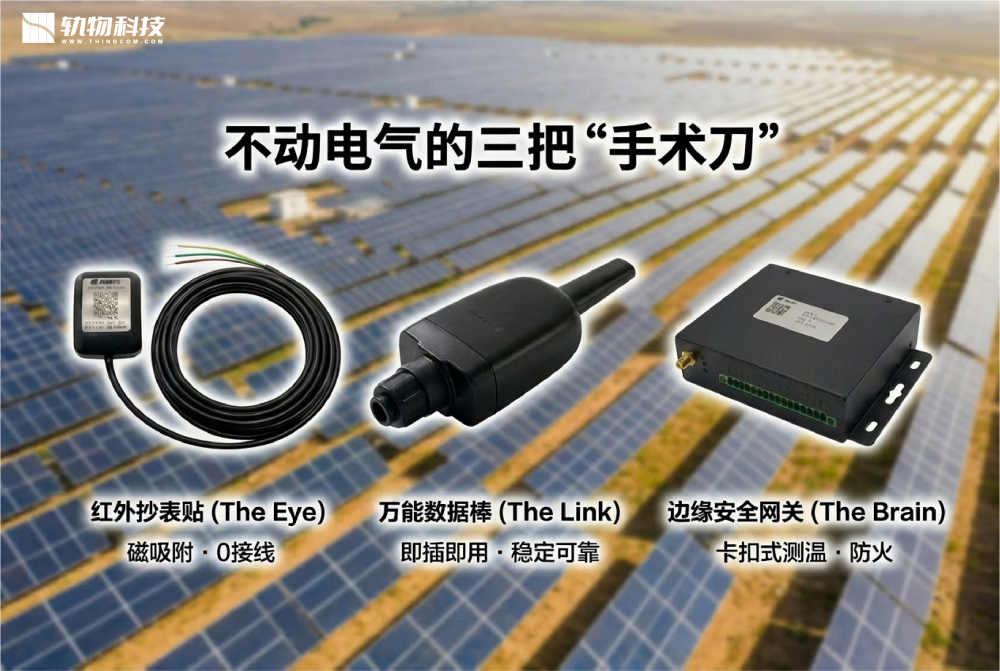 轨物科技
WWW.THINGCOM.COM
不动电气的三把“手术刀”
红外抄表贴 (The Eye)
磁吸附 · 0接线
万能数据棒 (The Link)
即插即用 · 稳定可靠
边缘安全网关 (The Brain)
卡扣式测温 · 防火